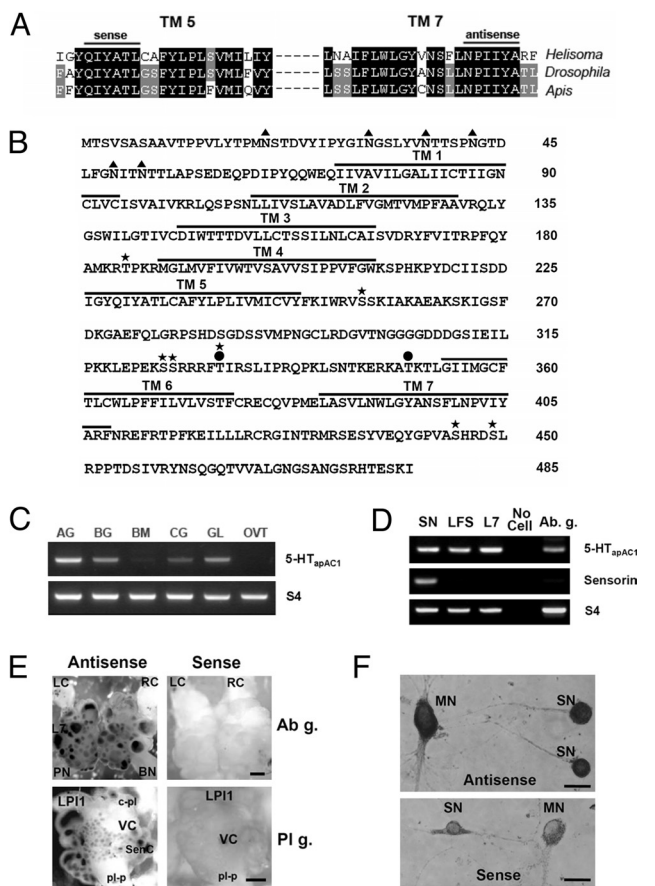 A
TM 5 TM 7
sense antisense
IGYQIYATLCAFYLPLSVMILIY-----LNAIFLWLGYVNSFLNPIIYARF Helisoma
FAYQIYATLGSFYLPLSVMLFVY-----LSSLFLWLGYANSLLNPIIYATL Drosophila
FFYQIYATLGSFYLPLSVMIQVY-----LSSLFLWLGYCNSLLNPIIYATL Apis
B
MTSVSASAAVTPPVLYTPMNSTDVYIPYGINGSLYVNTTSPNGTD 45
TM 1
LFGNITNTTLAPSEDEQPDIPYQQWEQIIVAVILGALIICTIIGN 90
TM 2
CLVCISVAIVKRLQSPSNLLIVSLAVADLFVGMTVMPFAAVRQLY 135
TM 3
GSWILGTIVCDIWTTTDVLLCTSSILNLCAISVDRYFVITRPFQY 180
TM 4
AMKRTPKRMGLMVFIVWTVSAVVSIPPVFGWKSPHKPYDCIISDD 225
TM 5
IGYQIYATLCAFYLPLIVMICVYFKIWRVSSKIAKAEAKSKIGSF 270
DKGAEFQLGRPSHDSGDSSVMPNGCLRDGVTNGGGGDDDGSIEIL 315
PKKLEPEKSSRRRFTIRSLIPRQPKLSNTKERKATKTLGIIMGCF 360
TM 6 TM 7
TLCWLPFFILVLVSTFCRECQVPMELASVLNWLGYANSFLNPVIY 405
ARFNREFRTPFKEILLLRCRGINTRMRSESYVEQYGPVASHRDSL 450
RPPTDSIVRYNSQGQTVVALGNGSANGSRHTESKI 485
C
AG BG BM CG GL OVT
5-HTapAC1
S4
D
SN LFS L7 No Cell Ab. g.
5-HTapAC1
Sensorin
S4
E
Antisense Sense
LC RC LC RC
L7
PN BN
Ab g.
LPl1 c-pl LPl1
VC VC
SenC
pl-p pl-p
Pl g.
F
MN SN
SN
Antisense
SN MN
Sense